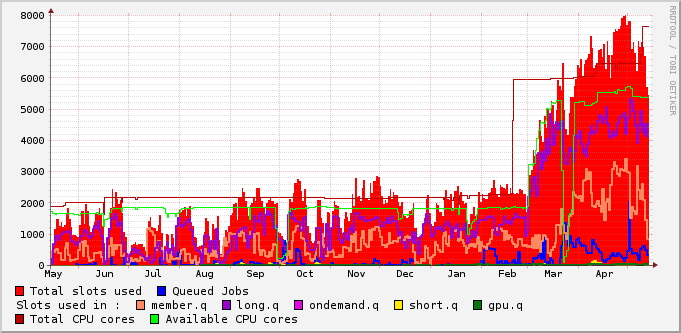 8000
7000
6000
5000
4000
3000
2000
1000
0
May Jun Jul Aug Sep Oct Nov Dec Jan Feb Mar Apr
RRDTOOL / TOBI OETIKER
Total slots used Queued Jobs
Slots used in : member.q long.q ondemand.q short.q gpu.q
Total CPU cores Available CPU cores